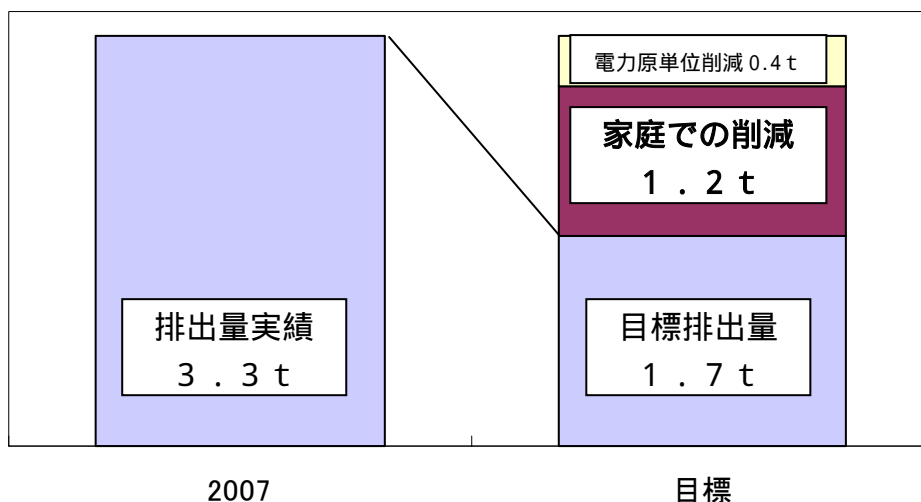 電力原単位削減0.4t
家庭での削減
1.2t
排出量実績
3.3t
目標排出量
1.7t
2007
目標